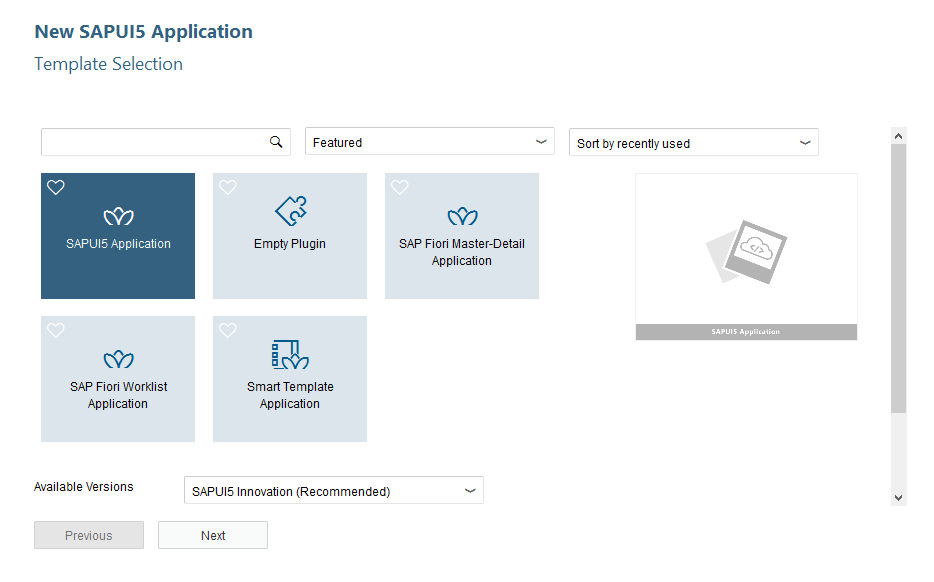 New SAPUI5 Application
Template Selection
Featured
Sort by recently used
SAPUI5 Application
Empty Plugin
SAP Fiori Master-Detail
Application
</>
SAPUI5 Application
SAP Fiori Worklist
Application
Smart Template
Application
Available Versions
SAPUI5 Innovation (Recommended)
Previous
Next